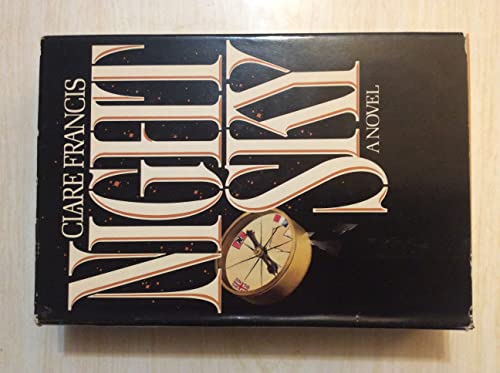 CLARE FRANCIS
NIGHT
SKY
A NOVEL